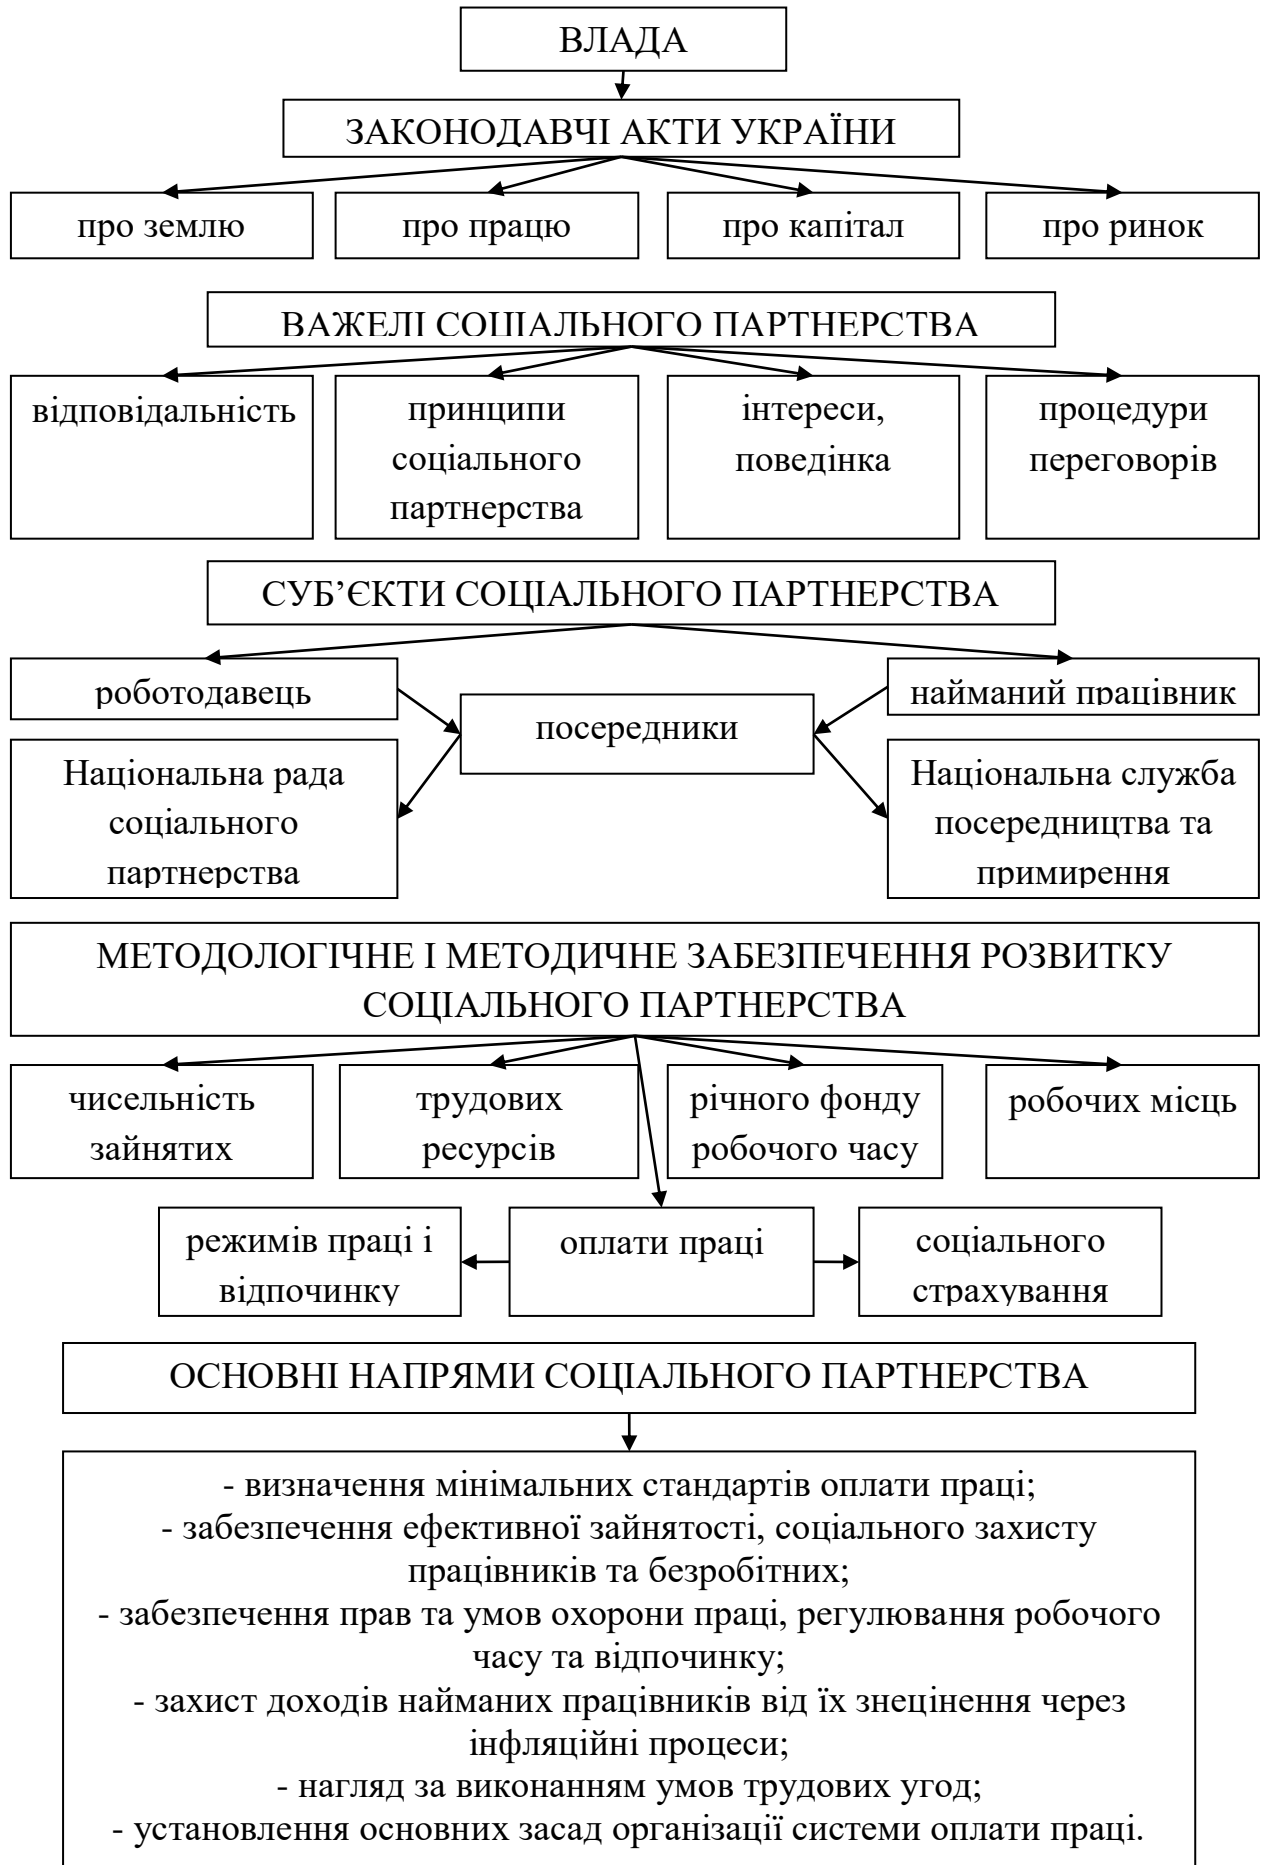 ВЛАДА
ЗАКОНОДАВЧІ АКТИ УКРАЇНИ
про землю
про працю
про капітал
про ринок
ВАЖЕЛІ СОЦІАЛЬНОГО ПАРТНЕРСТВА
відповідальність
принципи
соціального
партнерства
інтереси,
поведінка
процедури
переговорів
СУБ’ЄКТИ СОЦІАЛЬНОГО ПАРТНЕРСТВА
роботодавець
посередники
найманий працівник
Національна рада
соціального
партнерства
Національна служба
посередництва та
примирення
МЕТОДОЛОГІЧНЕ І МЕТОДИЧНЕ ЗАБЕЗПЕЧЕННЯ РОЗВИТКУ
СОЦІАЛЬНОГО ПАРТНЕРСТВА
чисельність
зайнятих
трудових
ресурсів
річного фонду
робочого часу
робочих місць
режимів праці і
відпочинку
оплати праці
соціального
страхування
ОСНОВНІ НАПРЯМИ СОЦІАЛЬНОГО ПАРТНЕРСТВА
- визначення мінімальних стандартів оплати праці;
- забезпечення ефективної зайнятості, соціального захисту
працівників та безробітних;
- забезпечення прав та умов охорони праці, регулювання робочого
часу та відпочинку;
- захист доходів найманих працівників від їх знецінення через
інфляційні процеси;
- нагляд за виконанням умов трудових угод;
- установлення основних засад організації системи оплати праці.